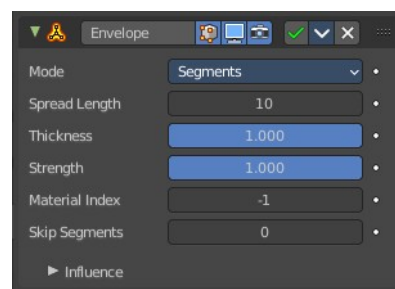 Envelope
Mode Segments
Spread Length 10
Thickness 1.000
Strength 1.000
Material Index -1
Skip Segments 0
Influence